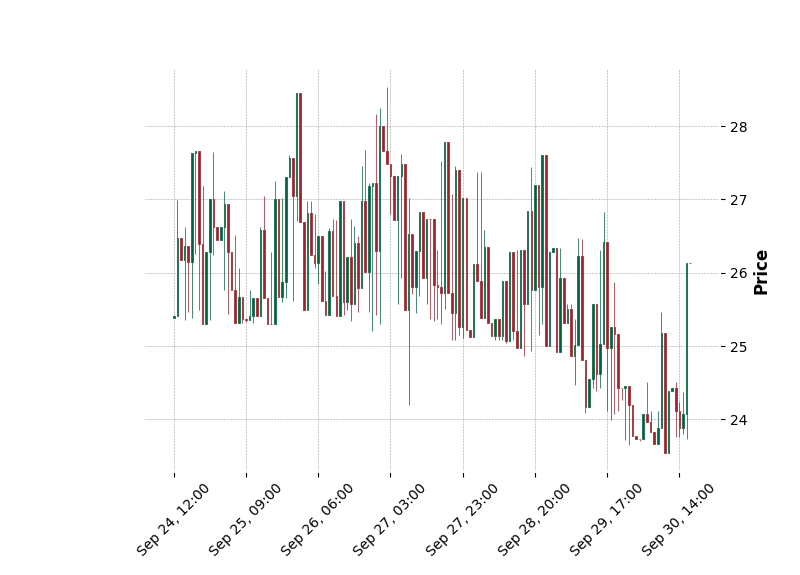 28
27
26
25
24
Price
Sep 24, 12:00
Sep 25, 09:00
Sep 26, 06:00
Sep 27, 03:00
Sep 27, 23:00
Sep 28, 20:00
Sep 29, 17:00
Sep 30, 14:00